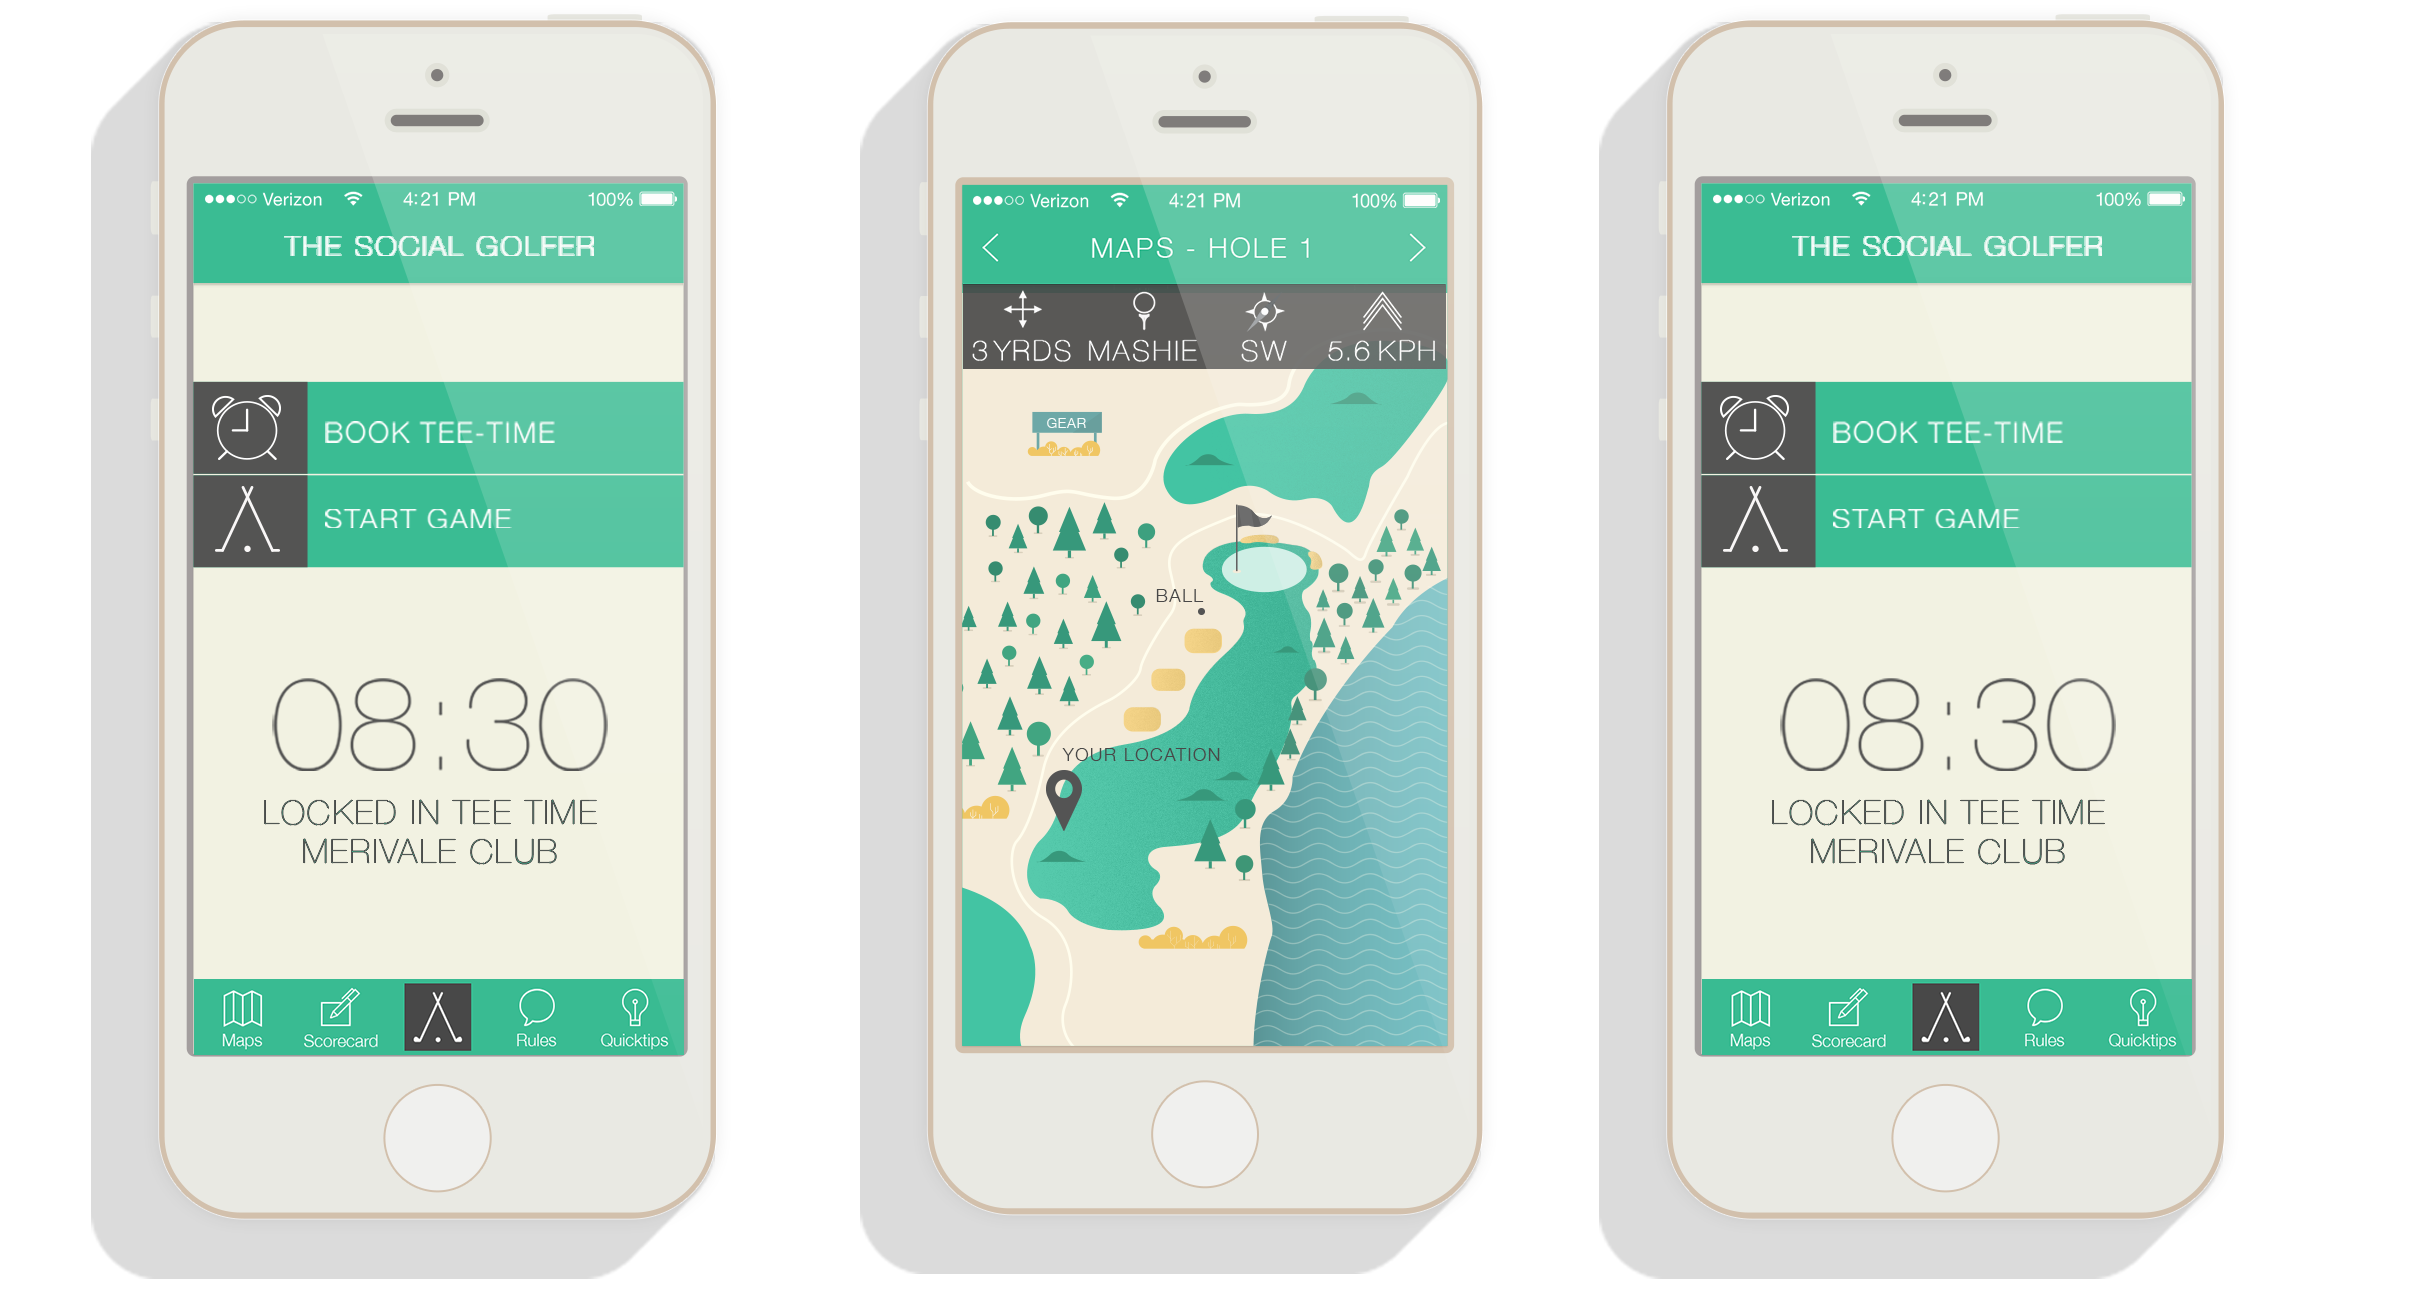 Verizon 4:21 PM 100%
THE SOCIAL GOLFER
BOOK TEE-TIME
START GAME
08:30
LOCKED IN TEE TIME
MERIVALE CLUB
Maps Scorecard Rules Quicktips
Verizon 4:21 PM 100%
MAPS - HOLE 1
3 YRDS MASHIE SW 5.6 KPH
GEAR
BALL
YOUR LOCATION
Verizon 4:21 PM 100%
THE SOCIAL GOLFER
BOOK TEE-TIME
START GAME
08:30
LOCKED IN TEE TIME
MERIVALE CLUB
Maps Scorecard Rules Quicktips